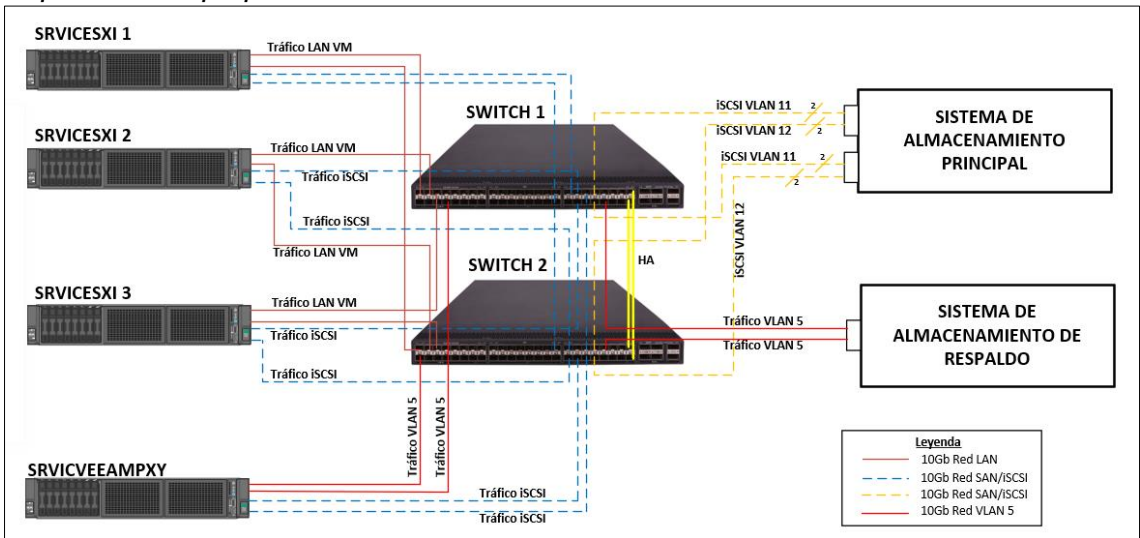 SRVICESXI 1
Tráfico LAN VM
SWITCH 1
iSCSI VLAN 11
2
iSCSI VLAN 12
2
SISTEMA DE
ALMACENAMIENTO
PRINCIPAL
SRVICESXI 2
Tráfico LAN VM
Tráfico iSCSI
Tráfico iSCSI
Tráfico LAN VM
iSCSI VLAN 11
2
2
iSCSI VLAN 12
HA
SWITCH 2
SRVICESXI 3
Tráfico LAN VM
Tráfico iSCSI
Tráfico iSCSI
Tráfico VLAN 5
Tráfico VLAN 5
SISTEMA DE
ALMACENAMIENTO DE
RESPALDO
Tráfico VLAN 5
Tráfico VLAN 5
SRVICVEEAMPXY
Tráfico iSCSI
Tráfico iSCSI
Leyenda
10Gb Red LAN
10Gb Red SAN/iSCSI
10Gb Red SAN/iSCSI
10Gb Red VLAN 5